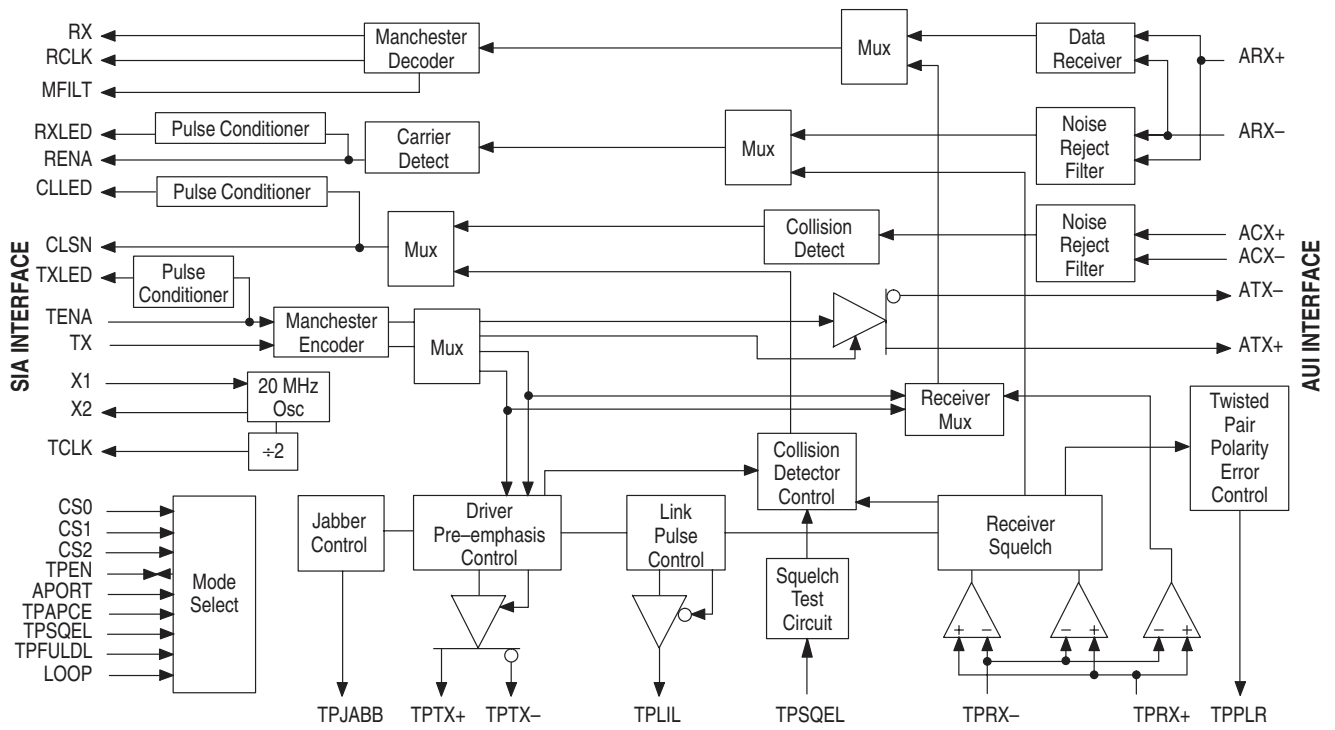 SIA INTERFACE
RX
RCLK
MFILT
RXLED
RENA
CLLED
CLSN
TXLED
TENA
TX
X1
X2
TCLK
CS0
CS1
CS2
TPEN
APORT
TPAPCE
TPSQEL
TPFULDL
LOOP
Manchester
Decoder
Mux
Data
Receiver
ARX+
Pulse Conditioner
Carrier
Detect
Mux
Noise
Reject
Filter
ARX–
Pulse Conditioner
Mux
Collision
Detect
Noise
Reject
Filter
ACX+
ACX–
Pulse
Conditioner
ATX–
Manchester
Encoder
Mux
ATX+
AUI INTERFACE
20 MHz
Osc
÷2
Receiver
Mux
Twisted
Pair
Polarity
Error
Control
Collision
Detector
Control
Mode
Select
Jabber
Control
Driver
Pre–emphasis
Control
Link
Pulse
Control
Squelch
Test
Circuit
Receiver
Squelch
+ –
– +
– +
TPJABB
TPTX+
TPTX–
TPLIL
TPSQEL
TPRX–
TPRX+
TPPLR